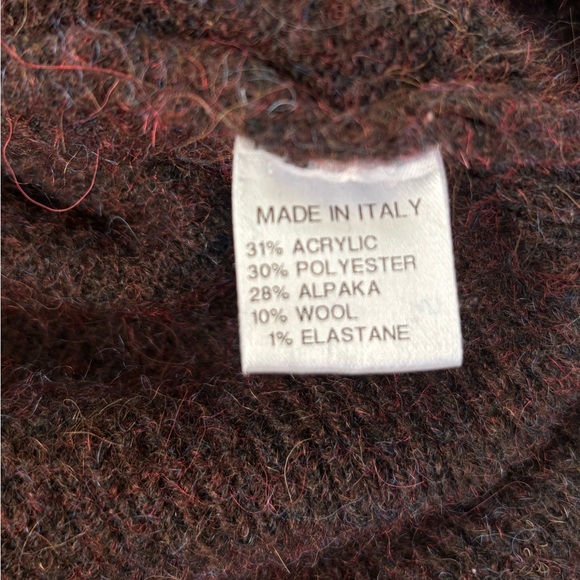 MADE IN ITALY
31% ACRYLIC
30% POLYESTER
28% ALPAKA
10% WOOL
1% ELASTANE